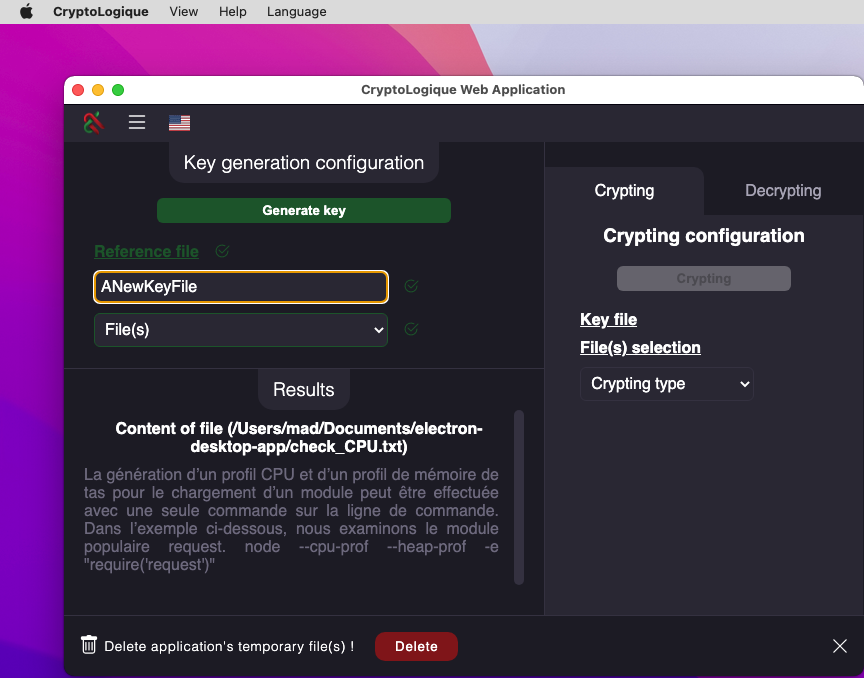 CryptoLogique View Help Language
CryptoLogique Web Application
Key generation configuration
Generate key
Reference file
ANewKeyFile
File(s)
Results
Content of file (/Users/mad/Documents/electron-
desktop-app/check_CPU.txt)
La génération d’un profil CPU et d’un profil de mémoire de
tas pour le chargement d’un module peut être effectuée
avec une seule commande sur la ligne de commande.
Dans l’exemple ci-dessous, nous examinons le module
populaire request. node --cpu-prof --heap-prof -e
"require('request')"
Crypting Decrypting
Crypting configuration
Crypting
Key file
File(s) selection
Crypting type
Delete application's temporary file(s) ! Delete